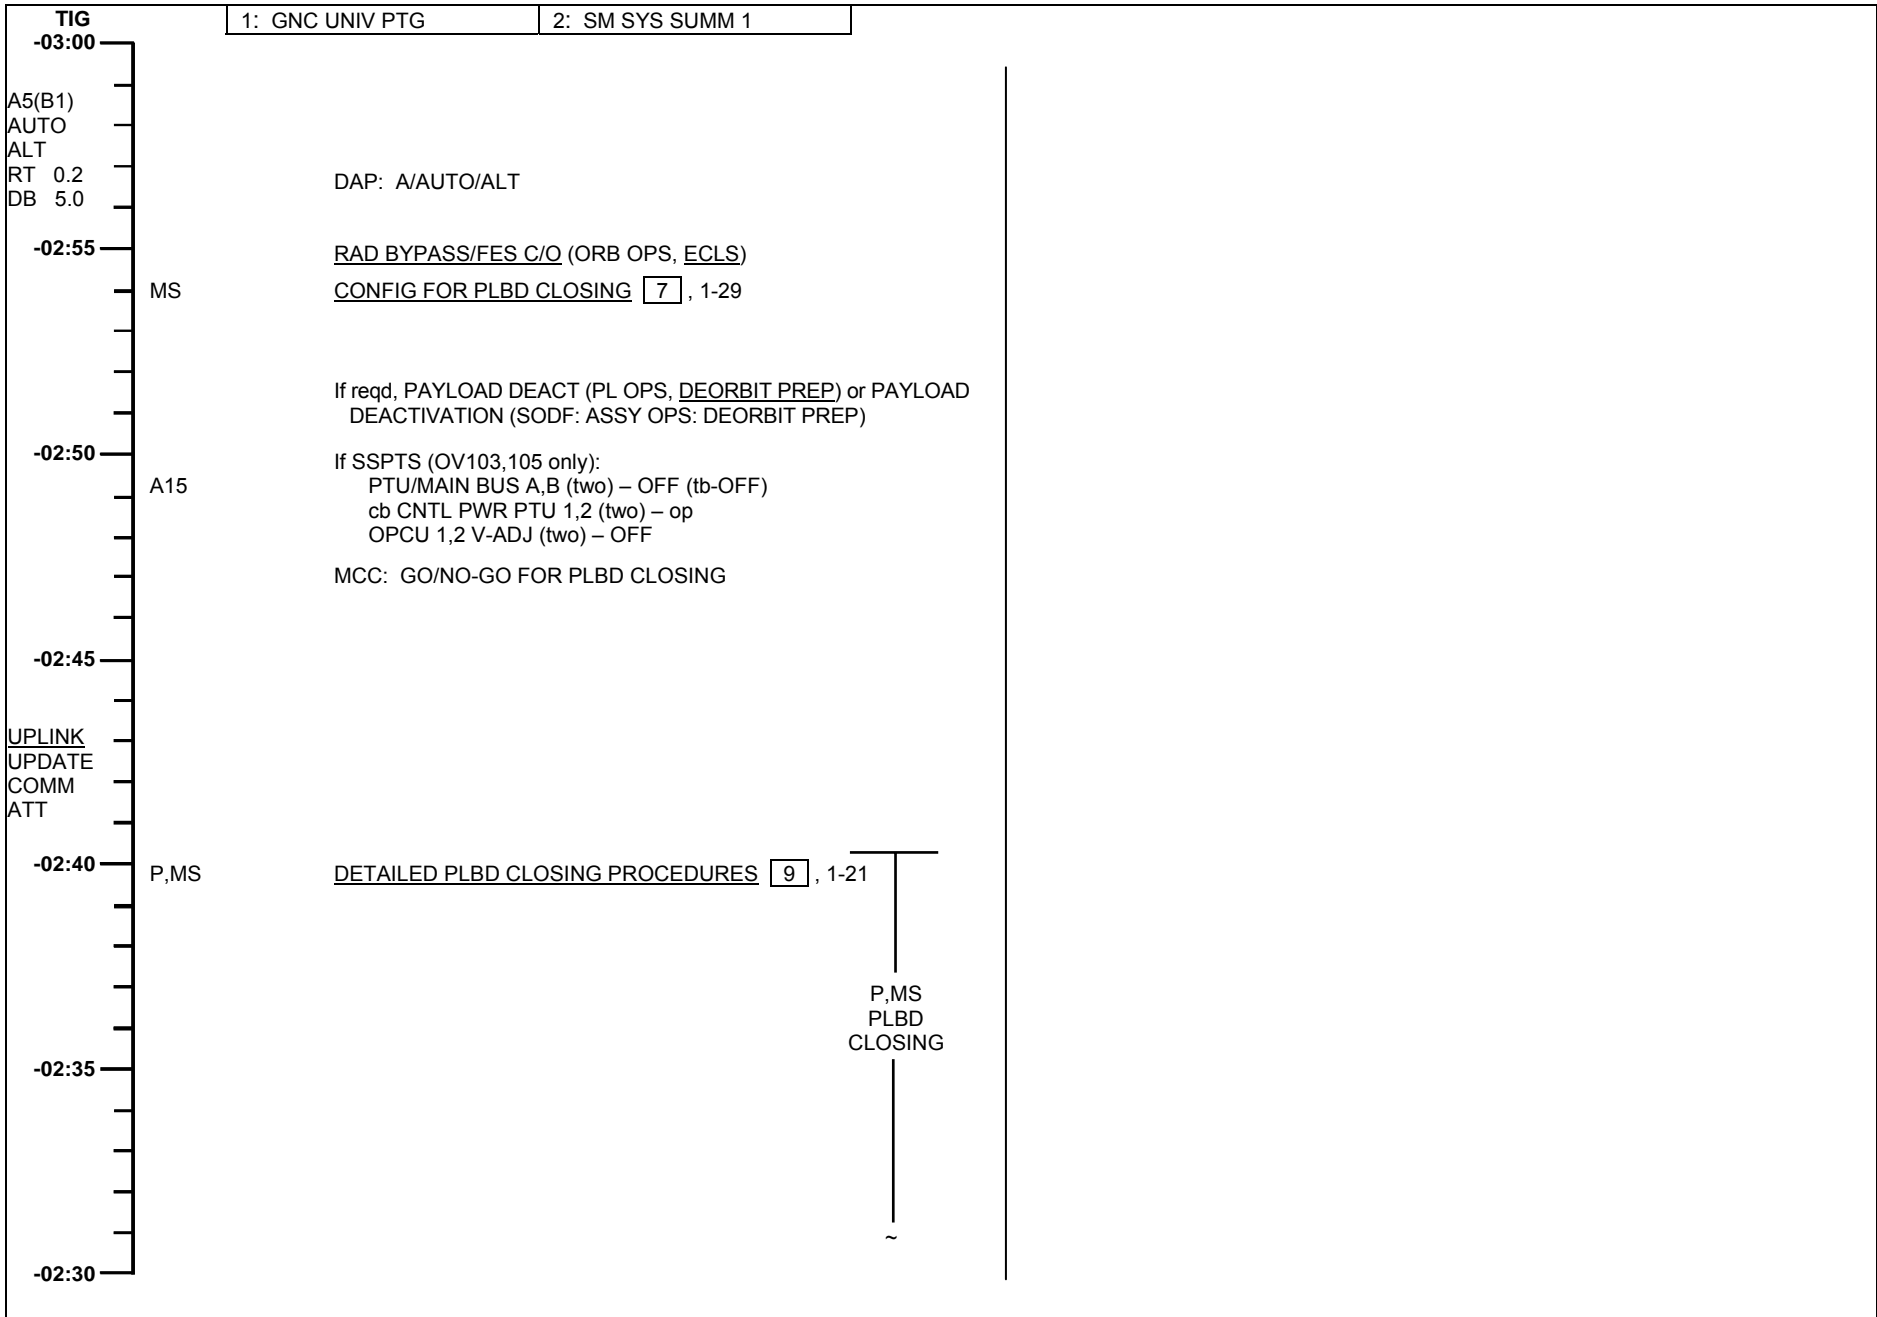 TIG
1: GNC UNIV PTG
2: SM SYS SUMM 1
-03:00
A5(B1)
AUTO
ALT
RT 0.2
DB 5.0
DAP: A/AUTO/ALT
-02:55
RAD BYPASS/FES C/O (ORB OPS, ECLS)
MS
CONFIG FOR PLBD CLOSING 7 , 1-29
If reqd, PAYLOAD DEACT (PL OPS, DEORBIT PREP) or PAYLOAD
DEACTIVATION (SODF: ASSY OPS: DEORBIT PREP)
-02:50
If SSPTS (OV103,105 only):
A15
PTU/MAIN BUS A,B (two) – OFF (tb-OFF)
cb CNTL PWR PTU 1,2 (two) – op
OPCU 1,2 V-ADJ (two) – OFF
MCC: GO/NO-GO FOR PLBD CLOSING
-02:45
UPLINK
UPDATE
COMM
ATT
-02:40
P,MS
DETAILED PLBD CLOSING PROCEDURES 9 , 1-21
P,MS
PLBD
CLOSING
-02:35
~
-02:30